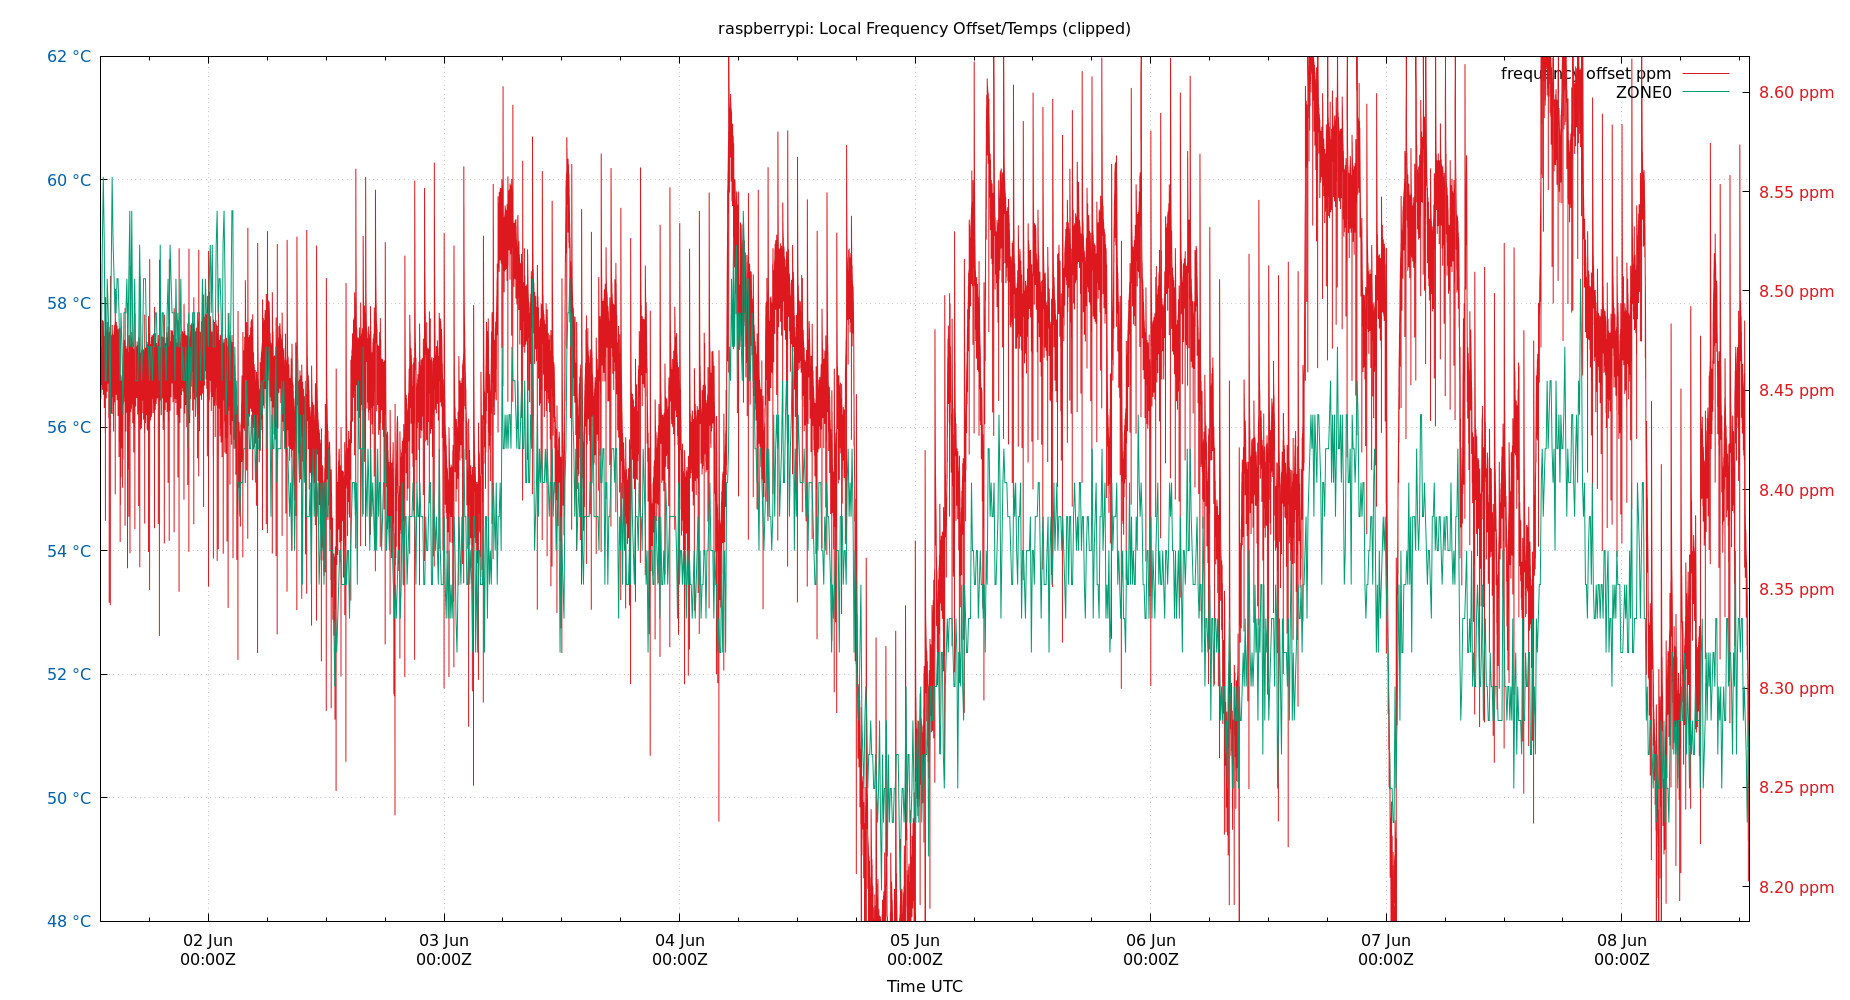 raspberrypi: Local Frequency Offset/Temps (clipped)
62 °C
60 °C
58 °C
56 °C
54 °C
52 °C
50 °C
48 °C
frequency offset ppm
ZONE0
8.60 ppm
8.55 ppm
8.50 ppm
8.45 ppm
8.40 ppm
8.35 ppm
8.30 ppm
8.25 ppm
8.20 ppm
02 Jun
00:00Z
03 Jun
00:00Z
04 Jun
00:00Z
05 Jun
00:00Z
06 Jun
00:00Z
07 Jun
00:00Z
08 Jun
00:00Z
Time UTC